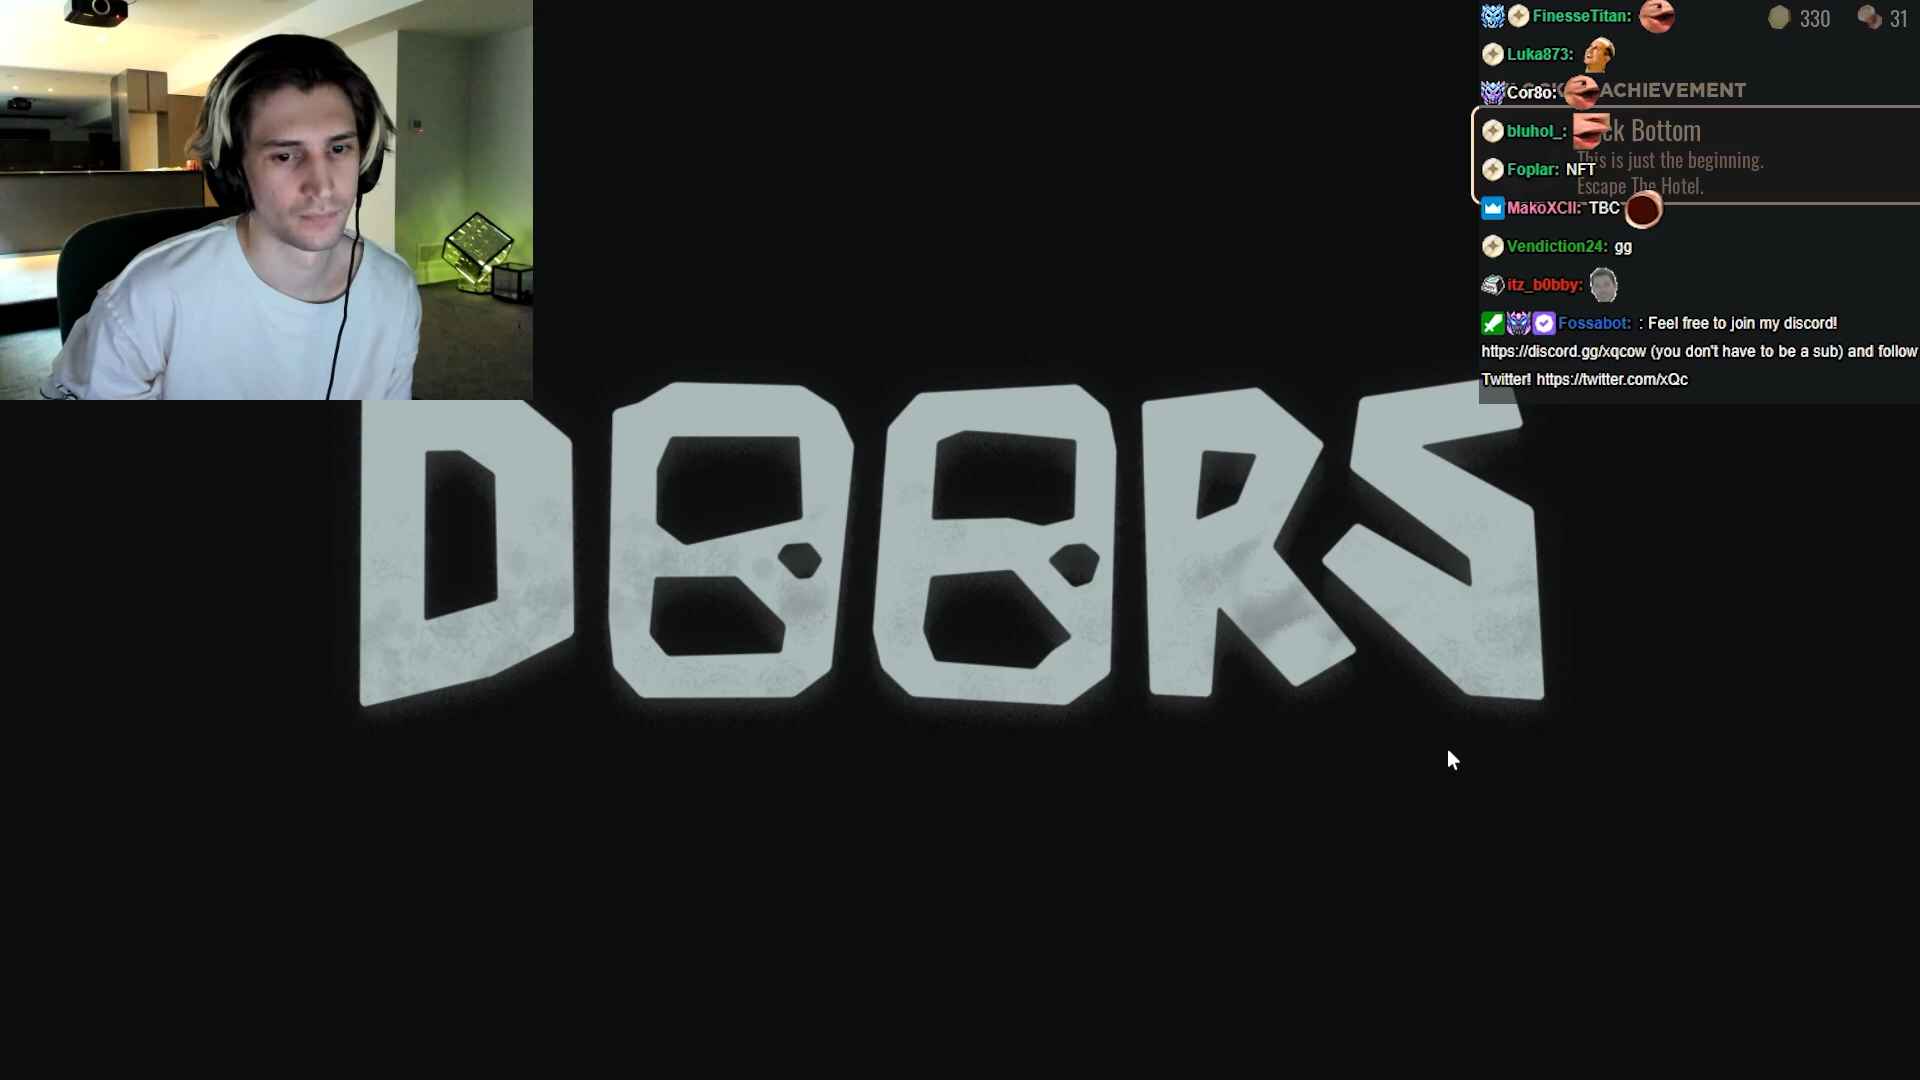 FinesseTitan:
330
31
Luka873:
ACHIEVEMENT
Cor8o:
bluhol_:
ck Bottom
This is just the beginning.
Foplar: NFT
Escape The Hotel.
MakoXCII: TBC
Vendiction24: gg
itz_b0bby:
Fossabot: : Feel free to join my discord!
https://discord.gg/xqcow (you don't have to be a sub) and follow
Twitter! https://twitter.com/xQc
DOORS